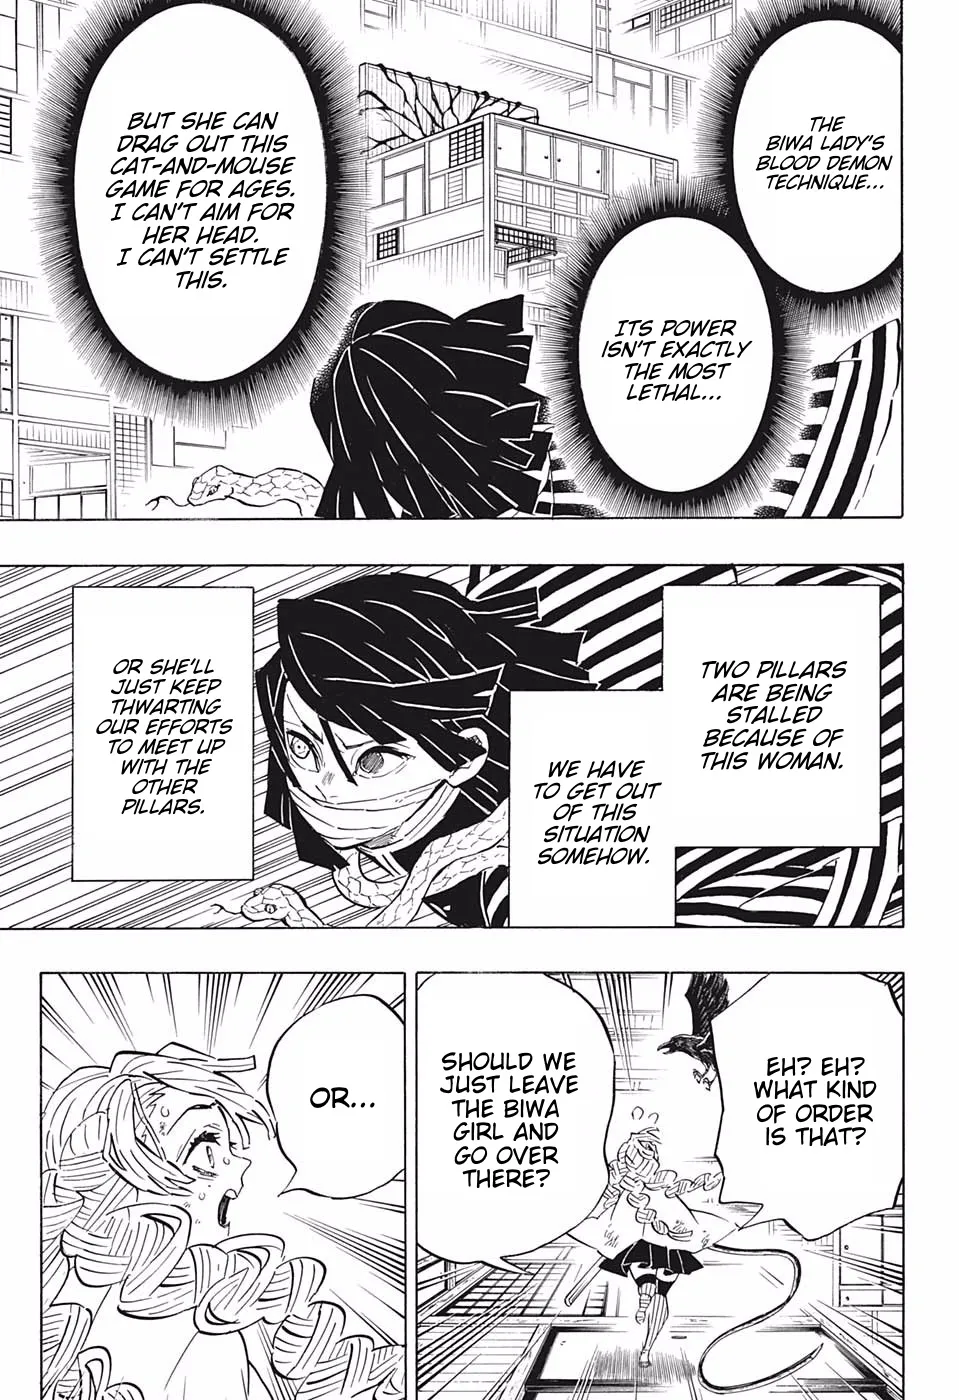 THE
BIWA LADY'S
BLOOD DEMON
TECHNIQUE...
ITS POWER
ISN'T EXACTLY
THE MOST
LETHAL...
BUT SHE CAN
DRAG OUT THIS
CAT-AND-MOUSE
GAME FOR AGES.
I CAN'T AIM FOR
HER HEAD.
I CAN'T SETTLE
THIS.
TWO PILLARS
ARE BEING
STALLED
BECAUSE OF
THIS WOMAN.
WE HAVE
TO GET OUT
OF THIS
SITUATION
SOMEHOW.
OR SHE'LL
JUST KEEP
THWARTING
OUR EFFORTS
TO MEET UP
WITH THE
OTHER
PILLARS.
EH? EH?
WHAT KIND
OF ORDER
IS THAT?
SHOULD WE
JUST LEAVE
THE BIWA
GIRL AND
GO OVER
THERE?
OR...